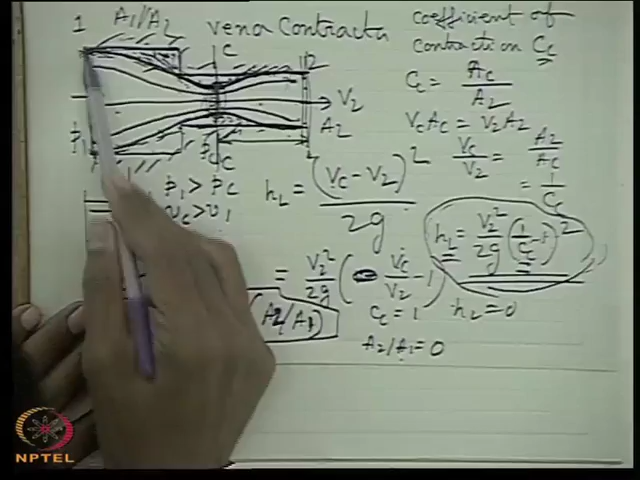 1 A₁/A₂ vena Contracta
coefficient of
contraction Cc
C 2
Cc = Ac/A₂
V₂
A₂
VcAc = V₂A₂
Vc/V₂ = A₂/Ac
= 1/Cc
p₁
pc C
p₁ > pc
vc > v₁
hL = (Vc − V₂)²/2g
hL = V₂²/2g (1/Cc − 1)²
= V₂²/2g (Vc/V₂ − 1)
Cc = 1 hL = 0
(A₂/A₁)
A₂/A₁ = 0
NPTEL